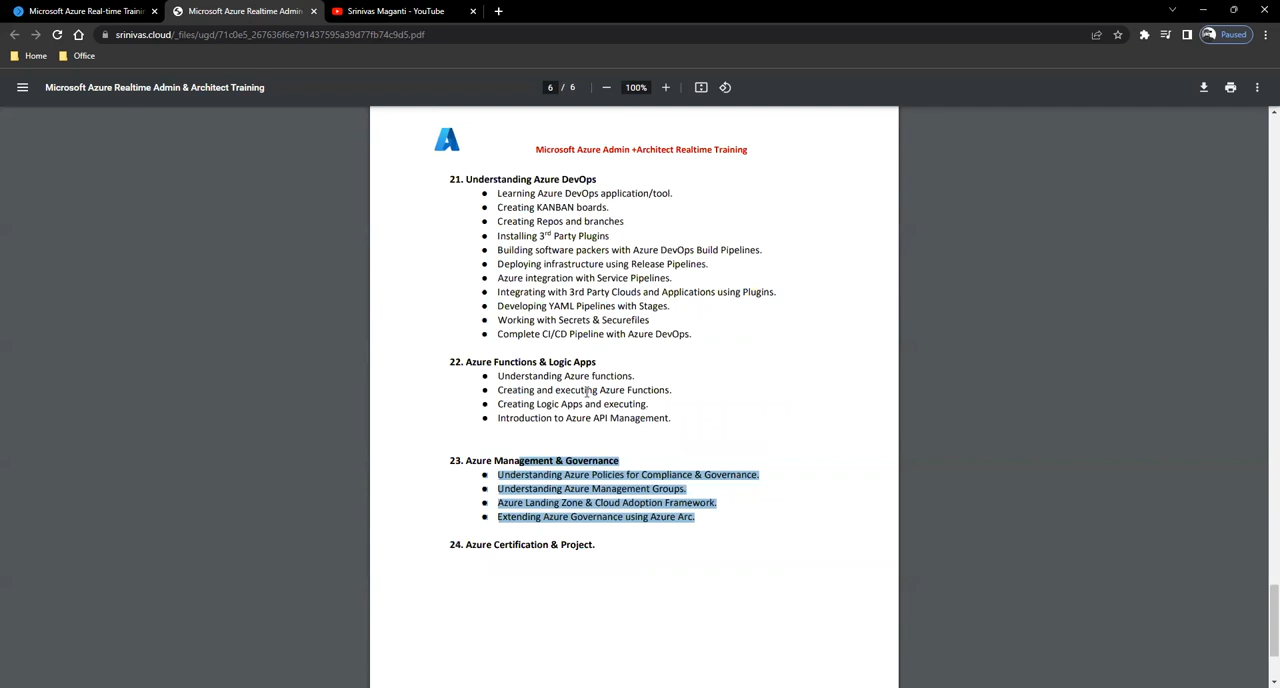 Microsoft Azure Real-time Trainin
Microsoft Azure Realtime Admin
Srinivas Maganti - YouTube
srinivas.cloud/_files/ugd/71c0e5_267636f6e791437595a39d77fb74c9d5.pdf
Paused
Home
Office
Microsoft Azure Realtime Admin & Architect Training
6 / 6
100%
Microsoft Azure Admin +Architect Realtime Training
21. Understanding Azure DevOps
● Learning Azure DevOps application/tool.
● Creating KANBAN boards.
● Creating Repos and branches
● Installing 3rd Party Plugins
● Building software packers with Azure DevOps Build Pipelines.
● Deploying infrastructure using Release Pipelines.
● Azure integration with Service Pipelines.
● Integrating with 3rd Party Clouds and Applications using Plugins.
● Developing YAML Pipelines with Stages.
● Working with Secrets & Securefiles
● Complete CI/CD Pipeline with Azure DevOps.
22. Azure Functions & Logic Apps
● Understanding Azure functions.
● Creating and executing Azure Functions.
● Creating Logic Apps and executing.
● Introduction to Azure API Management.
23. Azure Management & Governance
● Understanding Azure Policies for Compliance & Governance.
● Understanding Azure Management Groups.
● Azure Landing Zone & Cloud Adoption Framework.
● Extending Azure Governance using Azure Arc.
24. Azure Certification & Project.